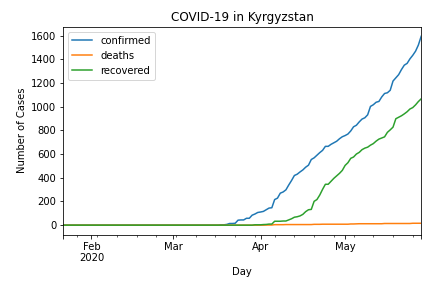 COVID-19 in Kyrgyzstan
confirmed
deaths
recovered
1600
1400
1200
1000
800
600
400
200
0
Number of Cases
Feb
2020
Mar
Apr
May
Day